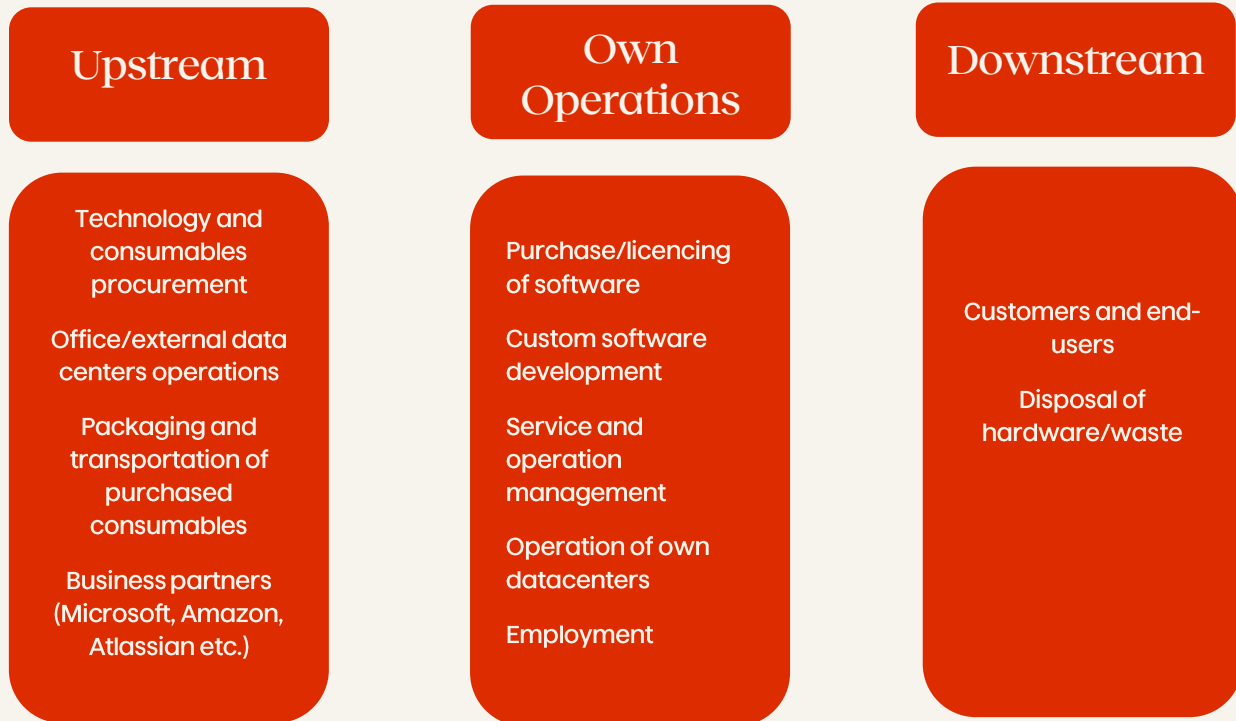 Upstream
Technology and
consumables
procurement
Office/external data
centers operations
Packaging and
transportation of
purchased
consumables
Business partners
(Microsoft, Amazon,
Atlassian etc.)
Own
Operations
Purchase/licencing
of software
Custom software
development
Service and
operation
management
Operation of own
datacenters
Employment
Downstream
Customers and end-
users
Disposal of
hardware/waste